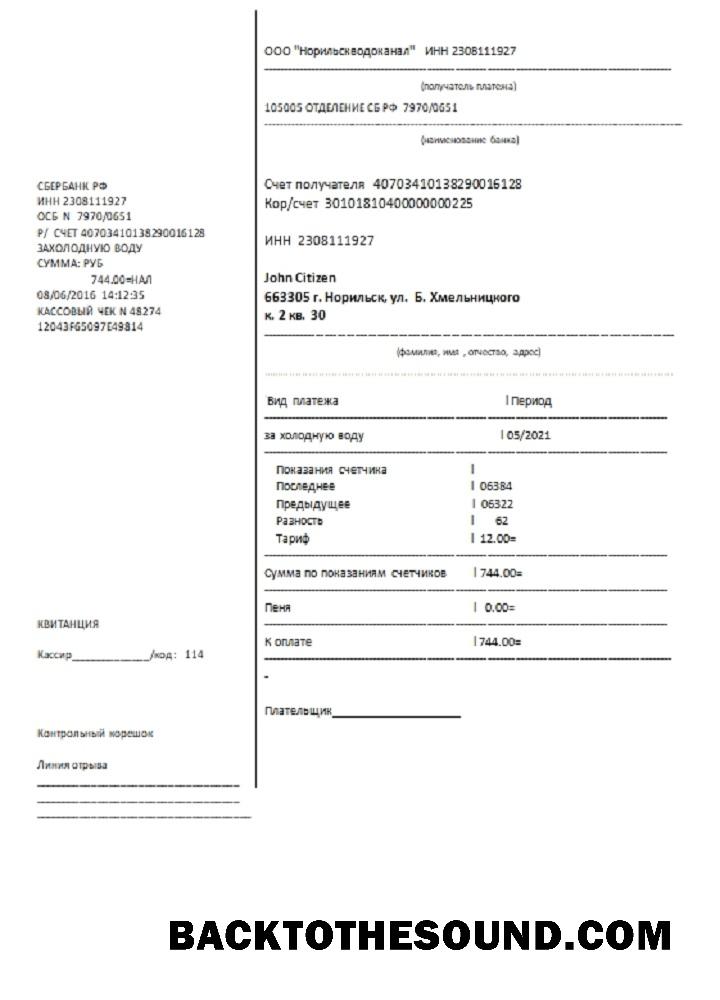 СБЕРБАНК РФ
ИНН 2308111927
ОСБ N 7970/0651
Р/ СЧЕТ 40703410138290016128
ЗАХОЛОДНУЮ ВОДУ
СУММА: РУБ
744.00=НАЛ
08/06/2016 14:12:35
КАССОВЫЙ ЧЕК N 48274
12043F65097E49814
КВИТАНЦИЯ
Кассир_____________/код: 114
Контрольный корешок
Линия отрыва
ООО "Норильскводоканал" ИНН 2308111927
(получатель платежа)
105005 ОТДЕЛЕНИЕ СБ РФ 7970/0651
(наименование банка)
Счет получателя 40703410138290016128
Кор/счет 30101810400000000225
ИНН 2308111927
John Citizen
663305 г. Норильск, ул. Б. Хмельницкого
к. 2 кв. 30
(фамилия, имя , отчество, адрес)
Вид платежа | Период
за холодную воду | 05/2021
Показания счетчика |
Последнее | 06384
Предыдущее | 06322
Разность | 62
Тариф | 12.00=
Сумма по показаниям счетчиков | 744.00=
Пеня | 0.00=
К оплате | 744.00=
-
Плательщик____________________
BACKTOTHESOUND.COM